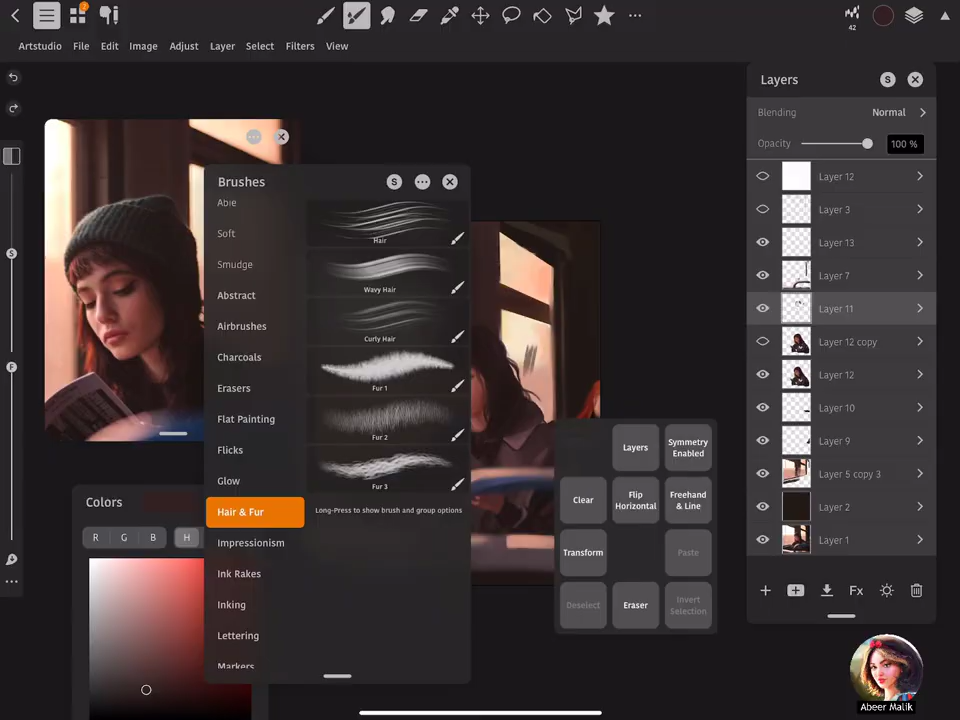 2
42
Artstudio File Edit Image Adjust Layer Select Filters View
Layers
S
Blending Normal
Opacity 100 %
Layer 12
Layer 3
Layer 13
Layer 7
Layer 11
Layer 12 copy
Layer 12
Layer 10
Layer 9
Layer 5 copy 3
Layer 2
Layer 1
Fx
S
F
Brushes
S
Abie
Soft
Smudge
Abstract
Airbrushes
Charcoals
Erasers
Flat Painting
Flicks
Glow
Hair & Fur
Impressionism
Ink Rakes
Inking
Lettering
Markers
Hair
Wavy Hair
Curly Hair
Fur 1
Fur 2
Fur 3
Long-Press to show brush and group options
Colors
R G B H
Layers
Symmetry
Enabled
Clear
Flip
Horizontal
Freehand
& Line
Transform
Paste
Deselect
Eraser
Invert
Selection
Abeer Malik